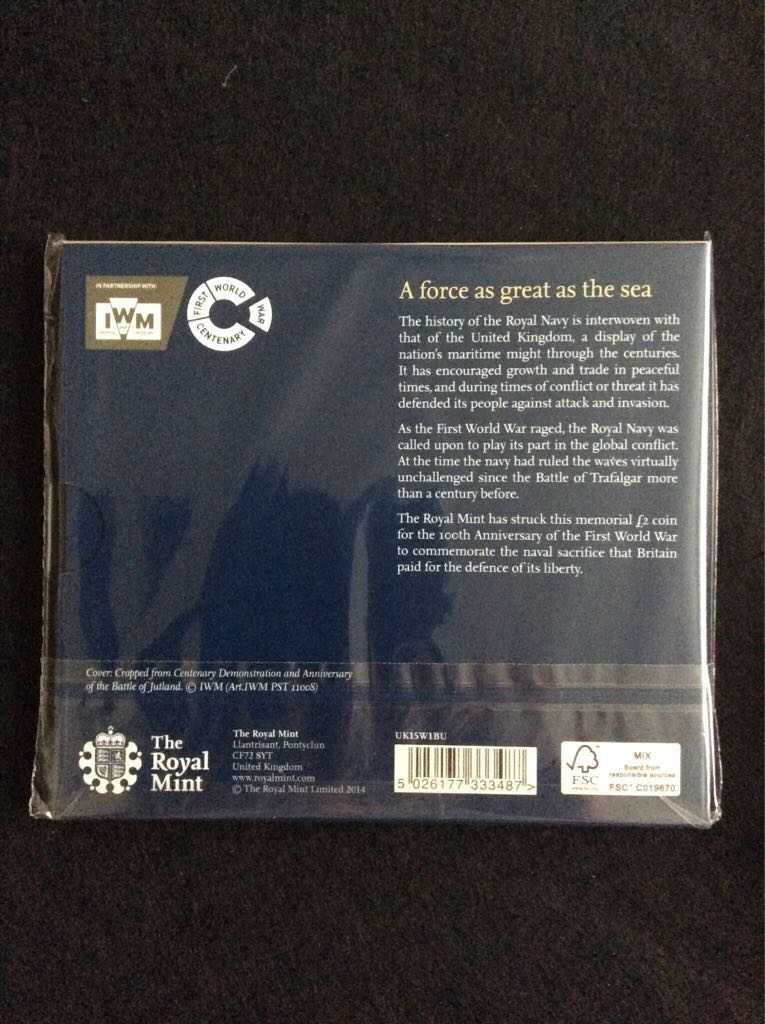 IN PARTNERSHIP WITH
IWM
FIRST WORLD WAR CENTENARY
A force as great as the sea
The history of the Royal Navy is interwoven with
that of the United Kingdom, a display of the
nation's maritime might through the centuries.
It has encouraged growth and trade in peaceful
times, and during times of conflict or threat it has
defended its people against attack and invasion.
As the First World War raged, the Royal Navy was
called upon to play its part in the global conflict.
At the time the navy had ruled the waves virtually
unchallenged since the Battle of Trafalgar more
than a century before.
The Royal Mint has struck this memorial £2 coin
for the 100th Anniversary of the First World War
to commemorate the naval sacrifice that Britain
paid for the defence of its liberty.
Cover: Cropped from Centenary Demonstration and Anniversary
of the Battle of Jutland. © IWM (Art.IWM PST 11008)
The
Royal
Mint
The Royal Mint
Llantrisant, Pontyclun
CF72 8YT
United Kingdom
www.royalmint.com
© The Royal Mint Limited 2014
UK15W1BU
5 026177 333487 >
FSC
MIX
Board from
responsible sources
FSC® C019670